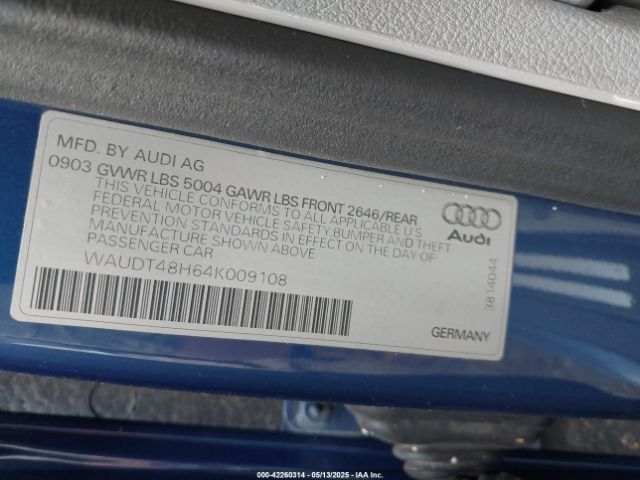 MFD. BY AUDI AG
0903 GVWR LBS 5004 GAWR LBS FRONT 2646/REAR
THIS VEHICLE CONFORMS TO ALL APPLICABLE U S
FEDERAL MOTOR VEHICLE SAFETY BUMPER AND THEFT
PREVENTION STANDARDS IN EFFECT ON THE DAY OF
MANUFACTURE SHOWN ABOVE
PASSENGER CAR
WAUDT48H64K009108
Audi
3814044
GERMANY
000-42260314 - 05/13/2025 - IAA Inc.